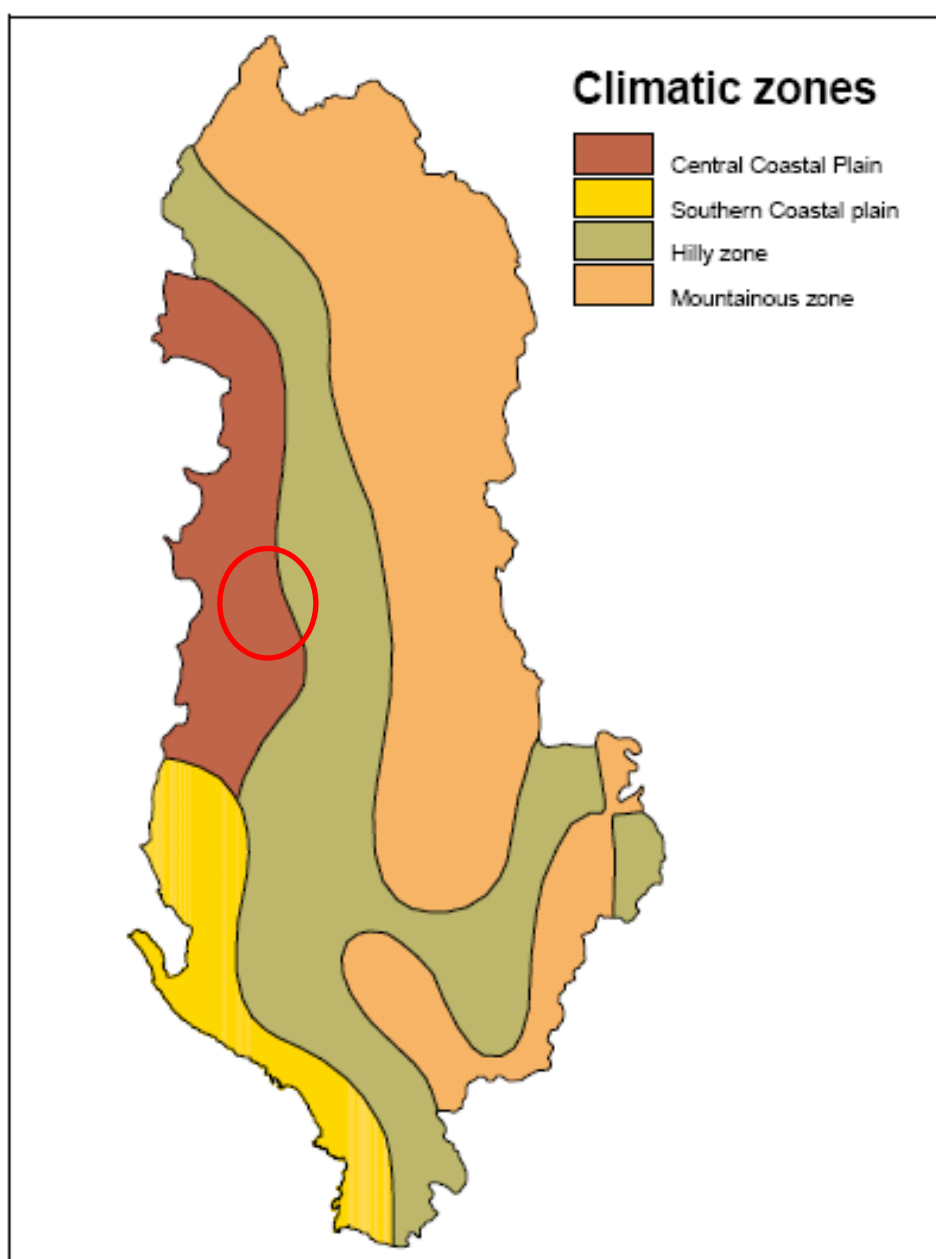 Climatic zones
Central Coastal Plain
Southern Coastal plain
Hilly zone
Mountainous zone